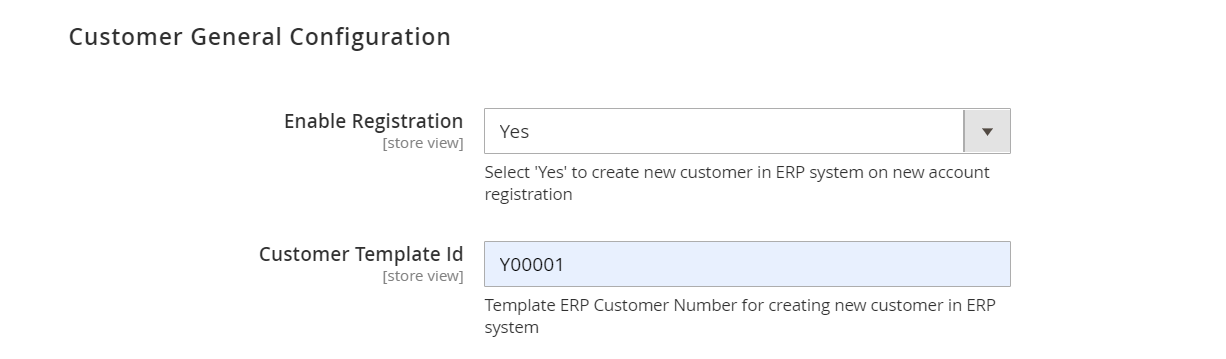 Customer General Configuration
Enable Registration
[store view]
Yes
Select 'Yes' to create new customer in ERP system on new account
registration
Customer Template Id
[store view]
Y00001
Template ERP Customer Number for creating new customer in ERP
system